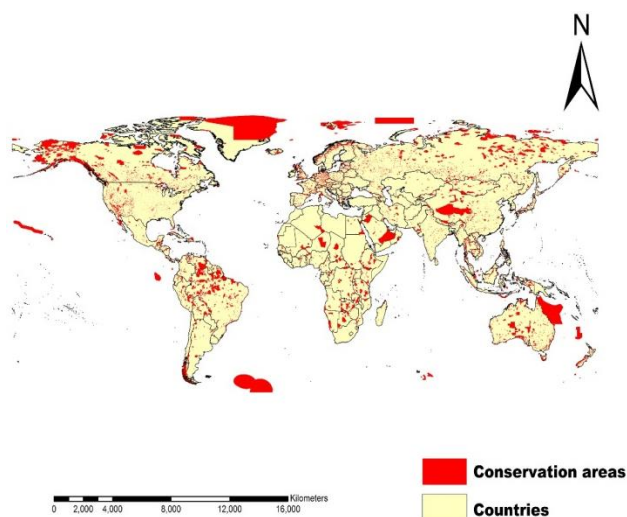 N
Kilometers
0 2,000 4,000 8,000 12,000 16,000
Conservation areas
Countries